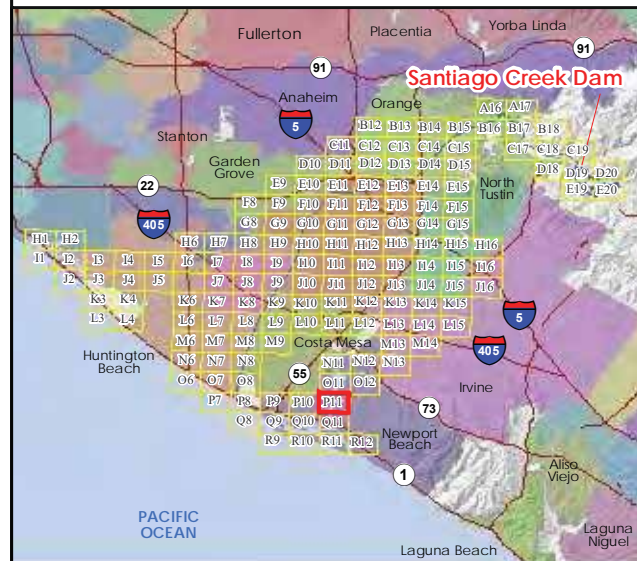 Yorba Linda
Fullerton
Placentia
91
91
Santiago Creek Dam
Anaheim
Orange
A16 A17
5
B12 B13 B14 B15 B16 B17 B18
Stanton
C11 C12 C13 C14 C15 C17 C18 C19
Garden
Grove
D10 D11 D12 D13 D14 D15 D18 D19 D20
22
E9 E10 E11 E12 E13 E14 E15 E19 E20
North
Tustin
F8 F9 F10 F11 F12 F13 F14 F15
405
G8 G9 G10 G11 G12 G13 G14 G15
H1 H2 H6 H7 H8 H9 H10 H11 H12 H13 H14 H15 H16
I1 I2 I3 I4 I5 I6 I7 I8 I9 I10 I11 I12 I13 I14 I15 I16
J2 J3 J4 J5 J7 J8 J9 J10 J11 J12 J13 J14 J15 J16
K3 K4 K6 K7 K8 K9 K10 K11 K12 K13 K14 K15
5
L3 L4 L6 L7 L8 L9 L10 L11 L12 L13 L14 L15
M6 M7 M8 M9 Costa Mesa M13 M14
405
Huntington
Beach
N6 N7 N8 N11 N12 N13
55
O6 O7 O8 O11 O12
Irvine
P7 P8 P9 P10 P11
73
Q8 Q9 Q10 Q11
R9 R10 R11 R12
Newport
Beach
1
Aliso
Viejo
PACIFIC
OCEAN
Laguna
Niguel
Laguna Beach